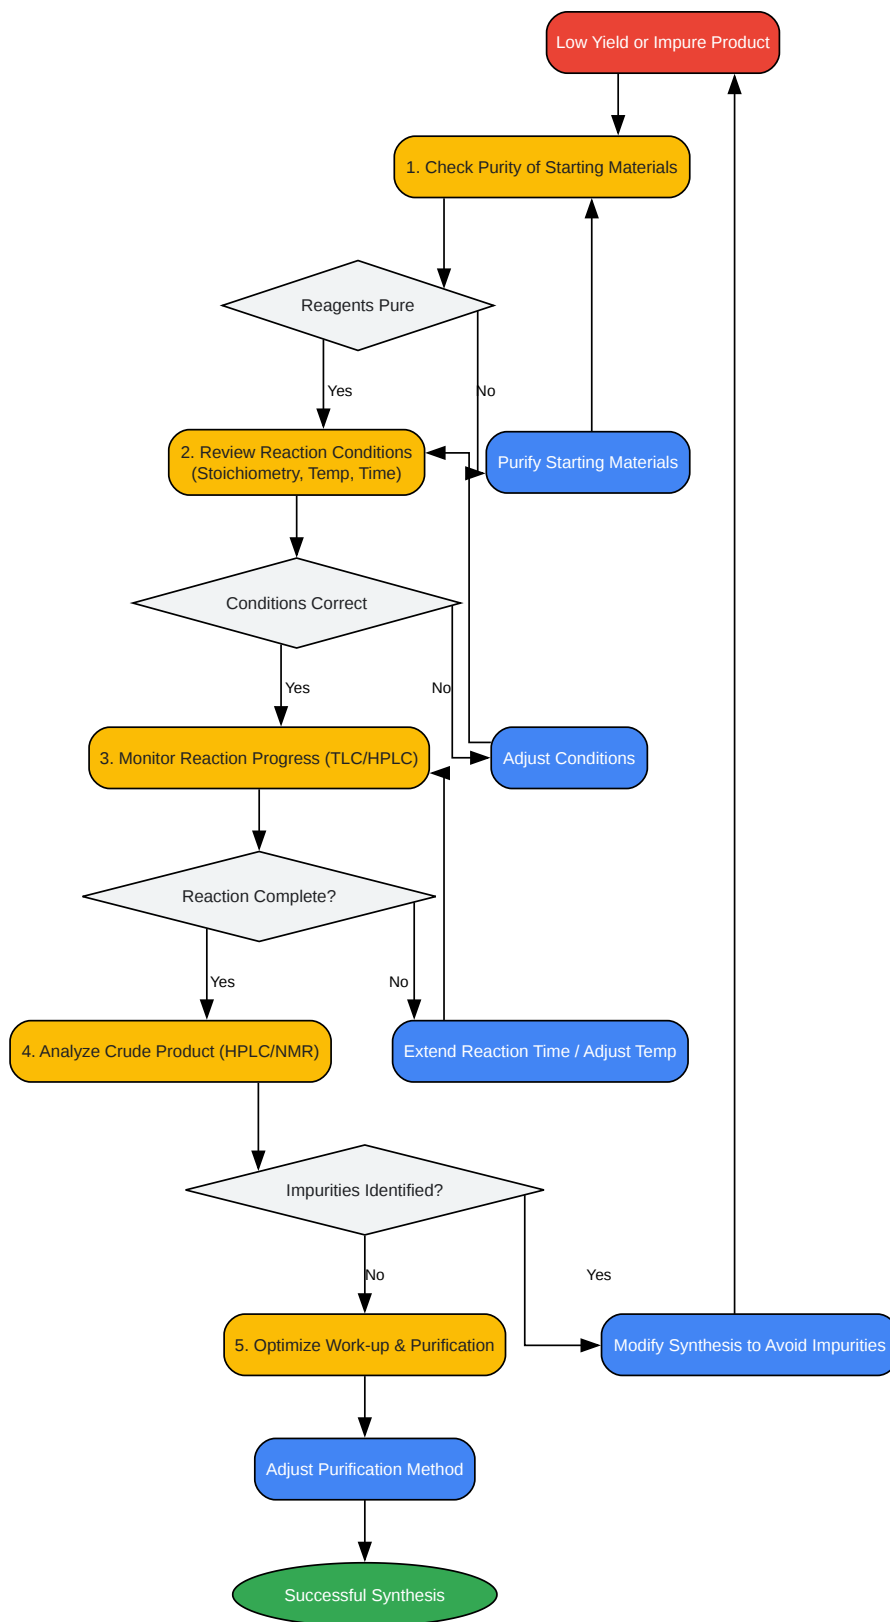 Low Yield or Impure Product
1. Check Purity of Starting Materials
Reagents Pure
Yes
No
2. Review Reaction Conditions
(Stoichiometry, Temp, Time)
Purify Starting Materials
Conditions Correct
Yes
No
3. Monitor Reaction Progress (TLC/HPLC)
Adjust Conditions
Reaction Complete?
Yes
No
4. Analyze Crude Product (HPLC/NMR)
Extend Reaction Time / Adjust Temp
Impurities Identified?
No
Yes
5. Optimize Work-up & Purification
Modify Synthesis to Avoid Impurities
Adjust Purification Method
Successful Synthesis